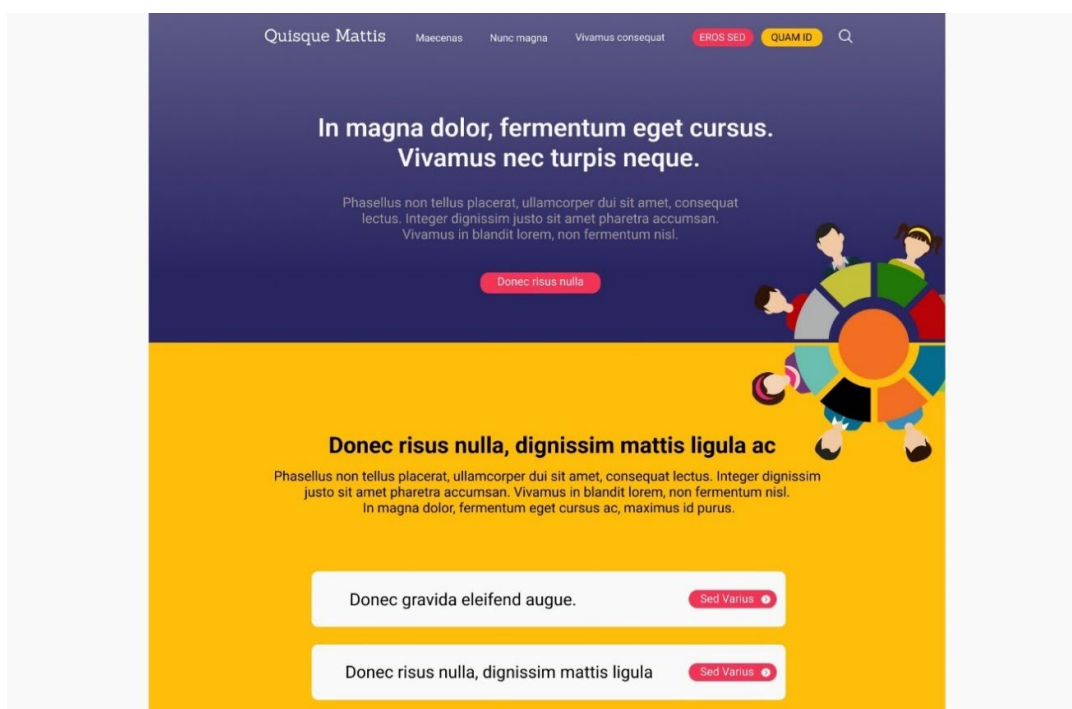 Quisque Mattis Maecenas Nunc magna Vivamus consequat EROS SED QUAM ID
In magna dolor, fermentum eget cursus.
Vivamus nec turpis neque.
Phasellus non tellus placerat, ullamcorper dui sit amet, consequat
lectus. Integer dignissim justo sit amet pharetra accumsan.
Vivamus in blandit lorem, non fermentum nisl.
Donec risus nulla
Donec risus nulla, dignissim mattis ligula ac
Phasellus non tellus placerat, ullamcorper dui sit amet, consequat lectus. Integer dignissim
justo sit amet pharetra accumsan. Vivamus in blandit lorem, non fermentum nisl.
In magna dolor, fermentum eget cursus ac, maximus id purus.
Donec gravida eleifend augue. Sed Varius
Donec risus nulla, dignissim mattis ligula Sed Varius